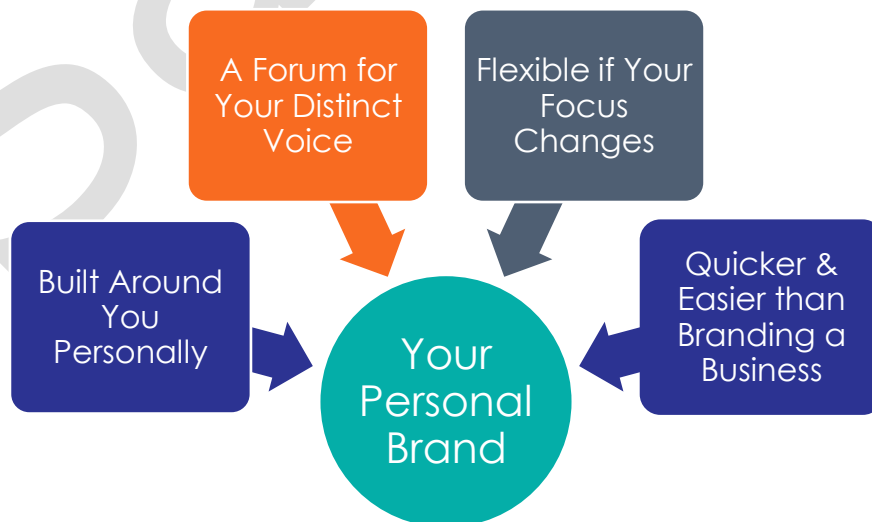 A Forum for
Your Distinct
Voice
Flexible if Your
Focus
Changes
Built Around
You
Personally
Quicker &
Easier than
Branding a
Business
Your
Personal
Brand